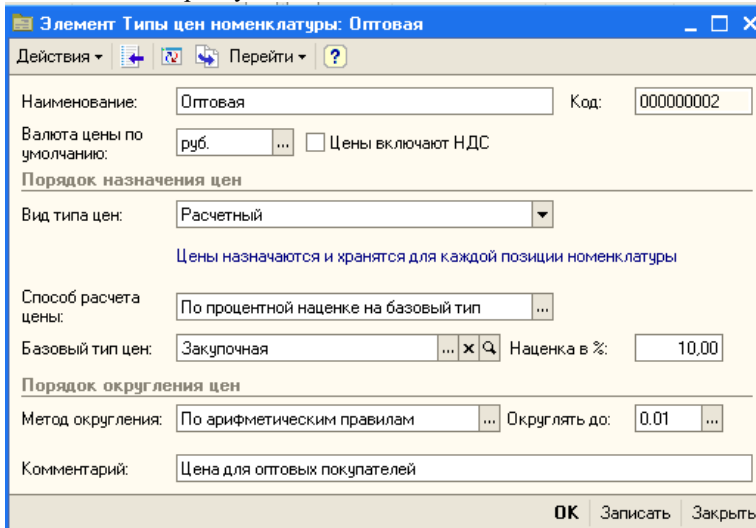 Элемент Типы цен номенклатуры: Оптовая
Действия Перейти ?
Наименование: Оптовая Код: 000000002
Валюта цены по умолчанию: руб. ... Цены включают НДС
Порядок назначения цен
Вид типа цен: Расчетный
Цены назначаются и хранятся для каждой позиции номенклатуры
Способ расчета цены: По процентной наценке на базовый тип ...
Базовый тип цен: Закупочная ... x Наценка в %: 10,00
Порядок округления цен
Метод округления: По арифметическим правилам ... Округлять до: 0.01 ...
Комментарий: Цена для оптовых покупателей
OK Записать Закрыть